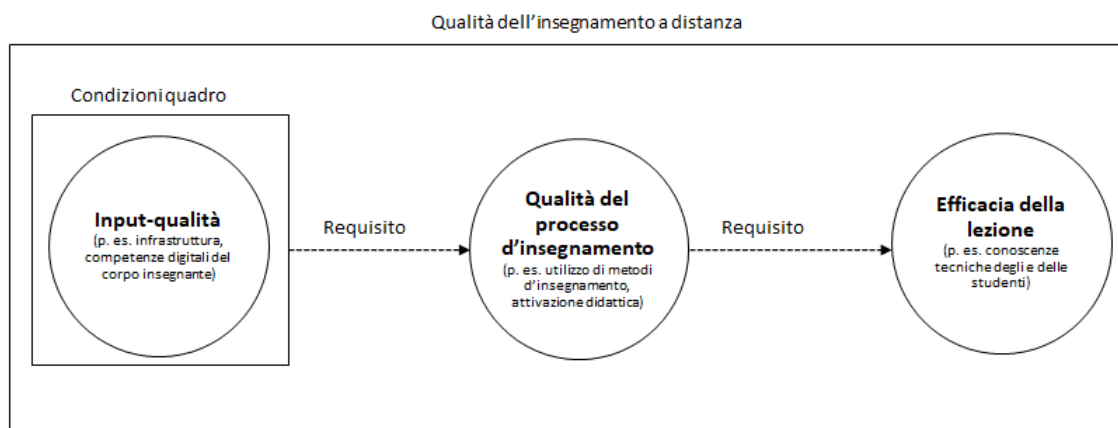 Qualità dell'insegnamento a distanza
Condizioni quadro
Input-qualità
(p. es. infrastruttura,
competenze digitali del
corpo insegnante)
Requisito
Qualità del
processo
d'insegnamento
(p. es. utilizzo di metodi
d'insegnamento,
attivazione didattica)
Requisito
Efficacia della
lezione
(p. es. conoscenze
tecniche degli e delle
studenti)